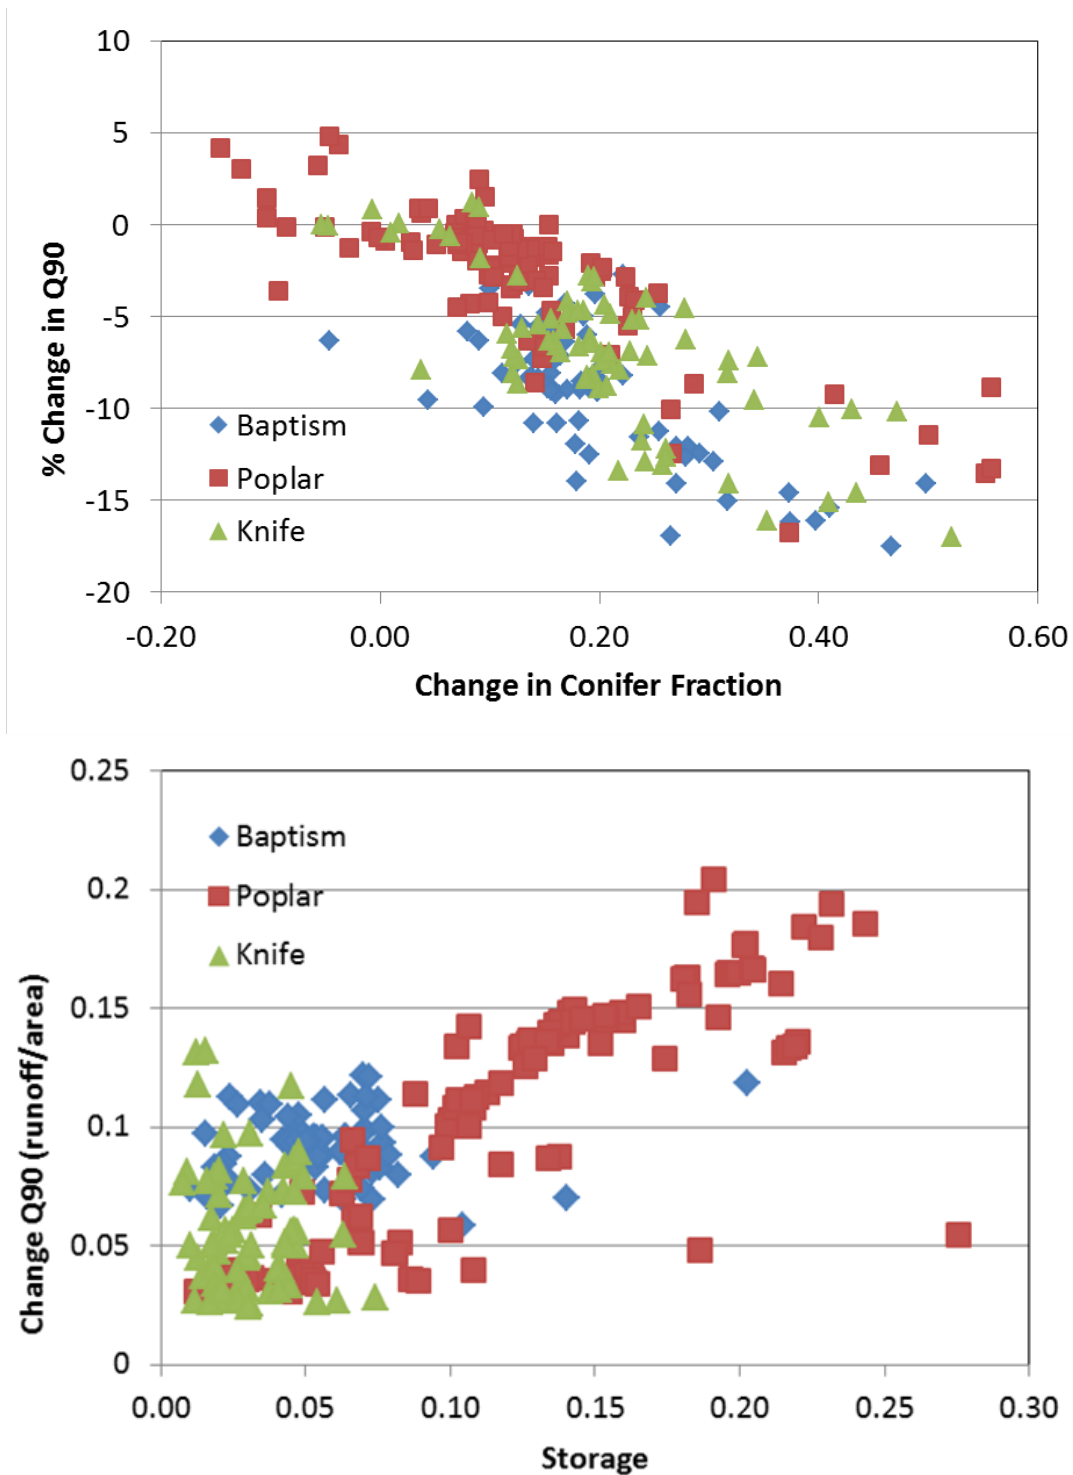 10
5
0
-5
-10
-15
-20
% Change in Q90
Baptism
Poplar
Knife
-0.20 0.00 0.20 0.40 0.60
Change in Conifer Fraction
0.25
0.2
0.15
0.1
0.05
0
Change Q90 (runoff/area)
Baptism
Poplar
Knife
0.00 0.05 0.10 0.15 0.20 0.25 0.30
Storage